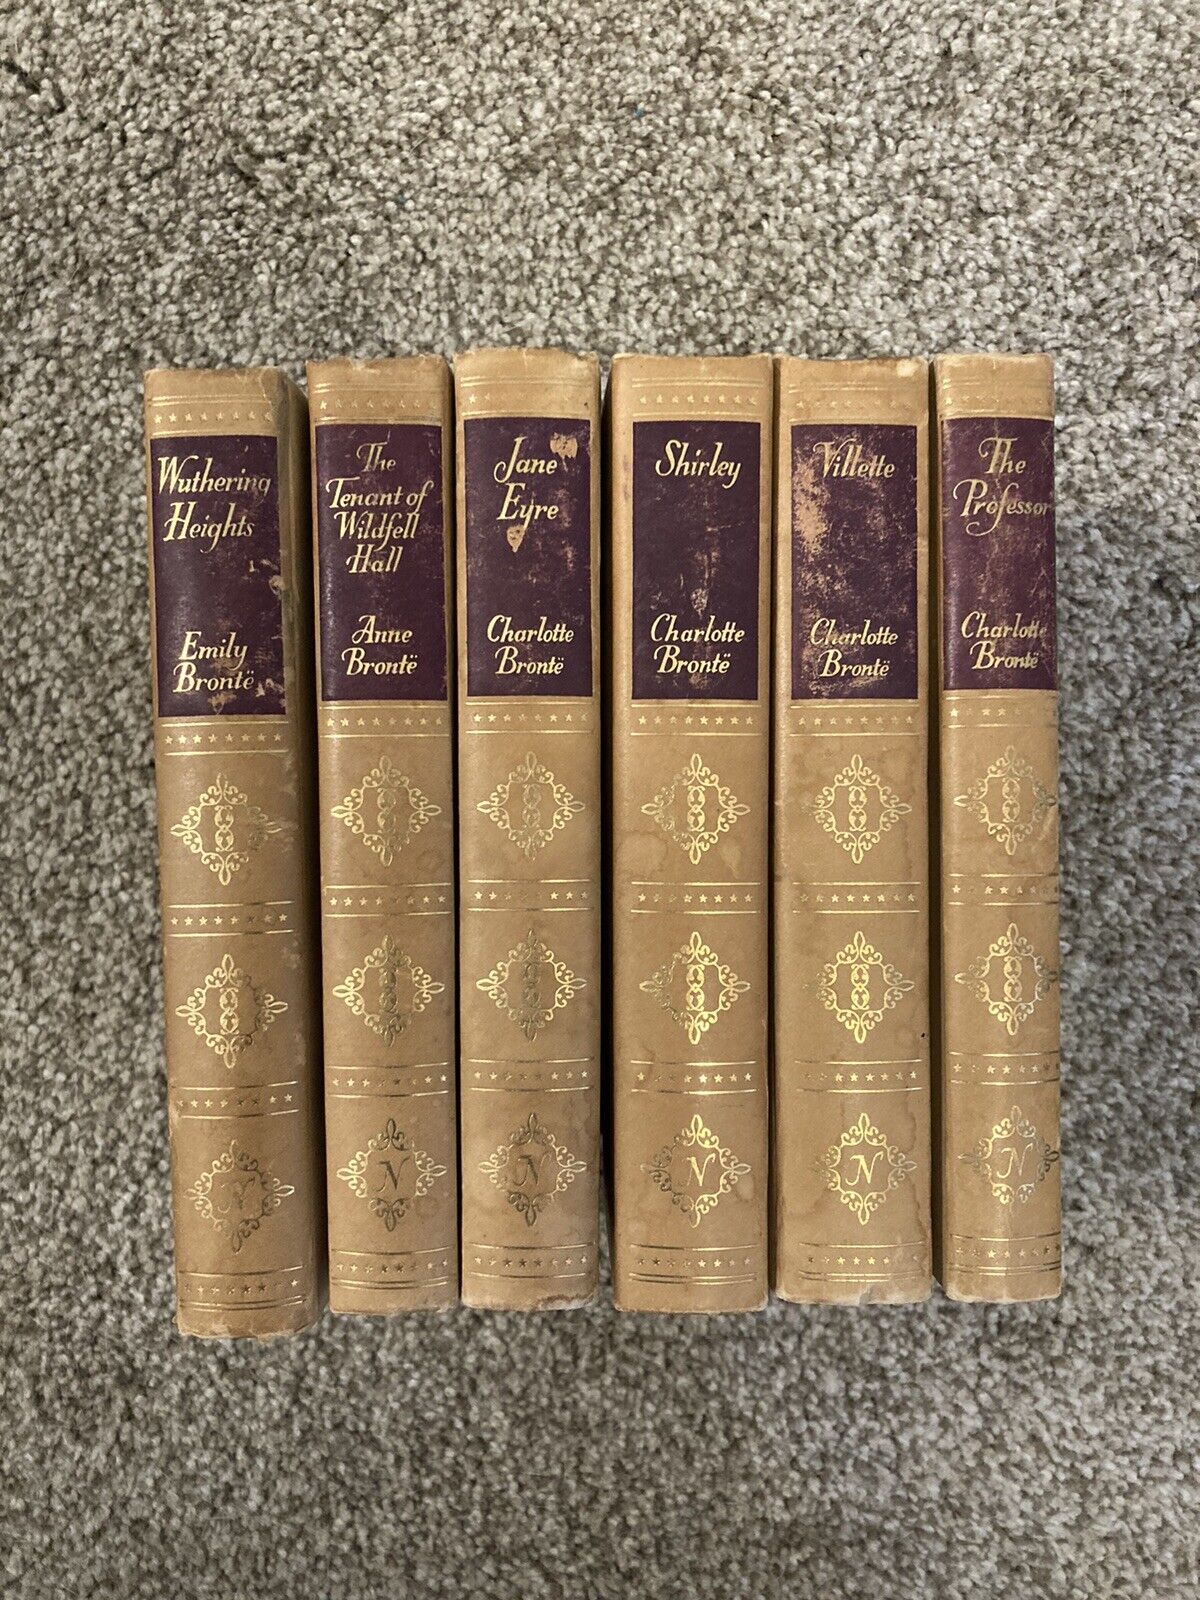 Wuthering
Heights
Emily
Brontë
N
The
Tenant of
Wildfell
Hall
Anne
Brontë
N
Jane
Eyre
Charlotte
Brontë
N
Shirley
Charlotte
Brontë
N
Villette
Charlotte
Brontë
N
The
Professor
Charlotte
Brontë
N